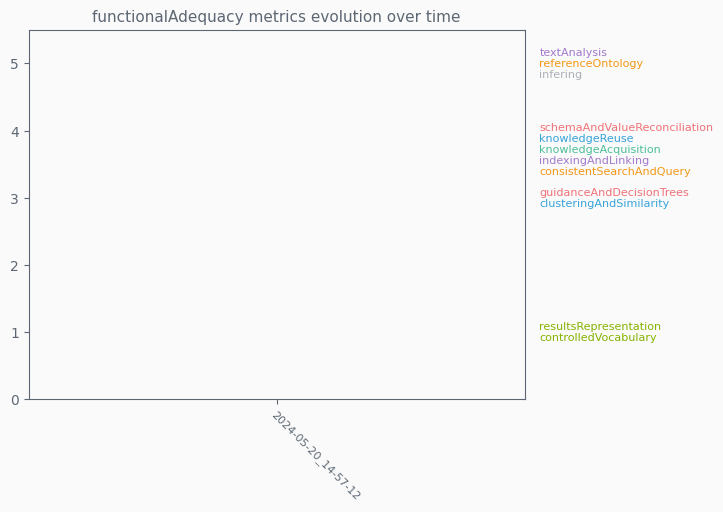 functionalAdequacy metrics evolution over time
5
4
3
2
1
0
2024-05-20_14-57-12
textAnalysis
referenceOntology
infering
schemaAndValueReconciliation
knowledgeReuse
knowledgeAcquisition
indexingAndLinking
consistentSearchAndQuery
guidanceAndDecisionTrees
clusteringAndSimilarity
resultsRepresentation
controlledVocabulary